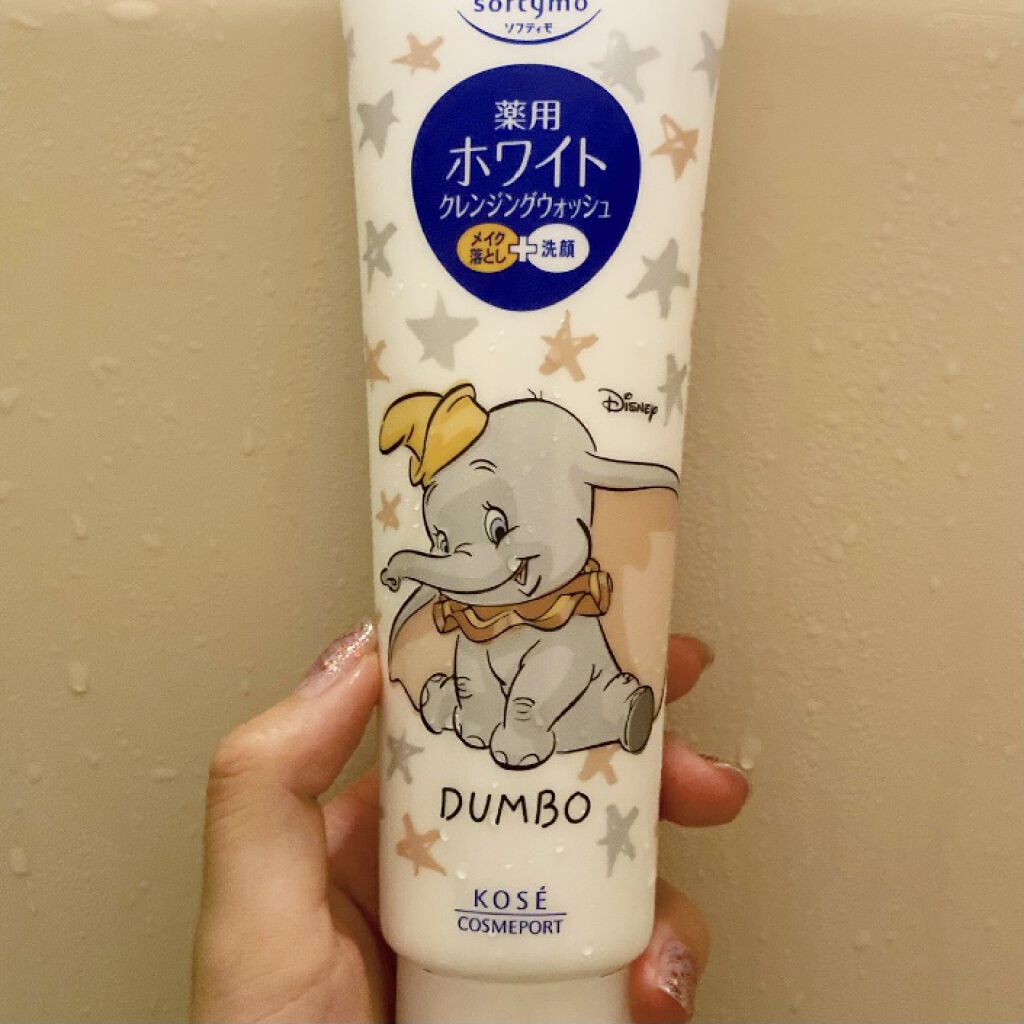 softymo
ソフティモ
薬用
ホワイト
クレンジングウォッシュ
メイク
落とし
+
洗顔
Disney
DUMBO
KOSÉ
COSMEPORT